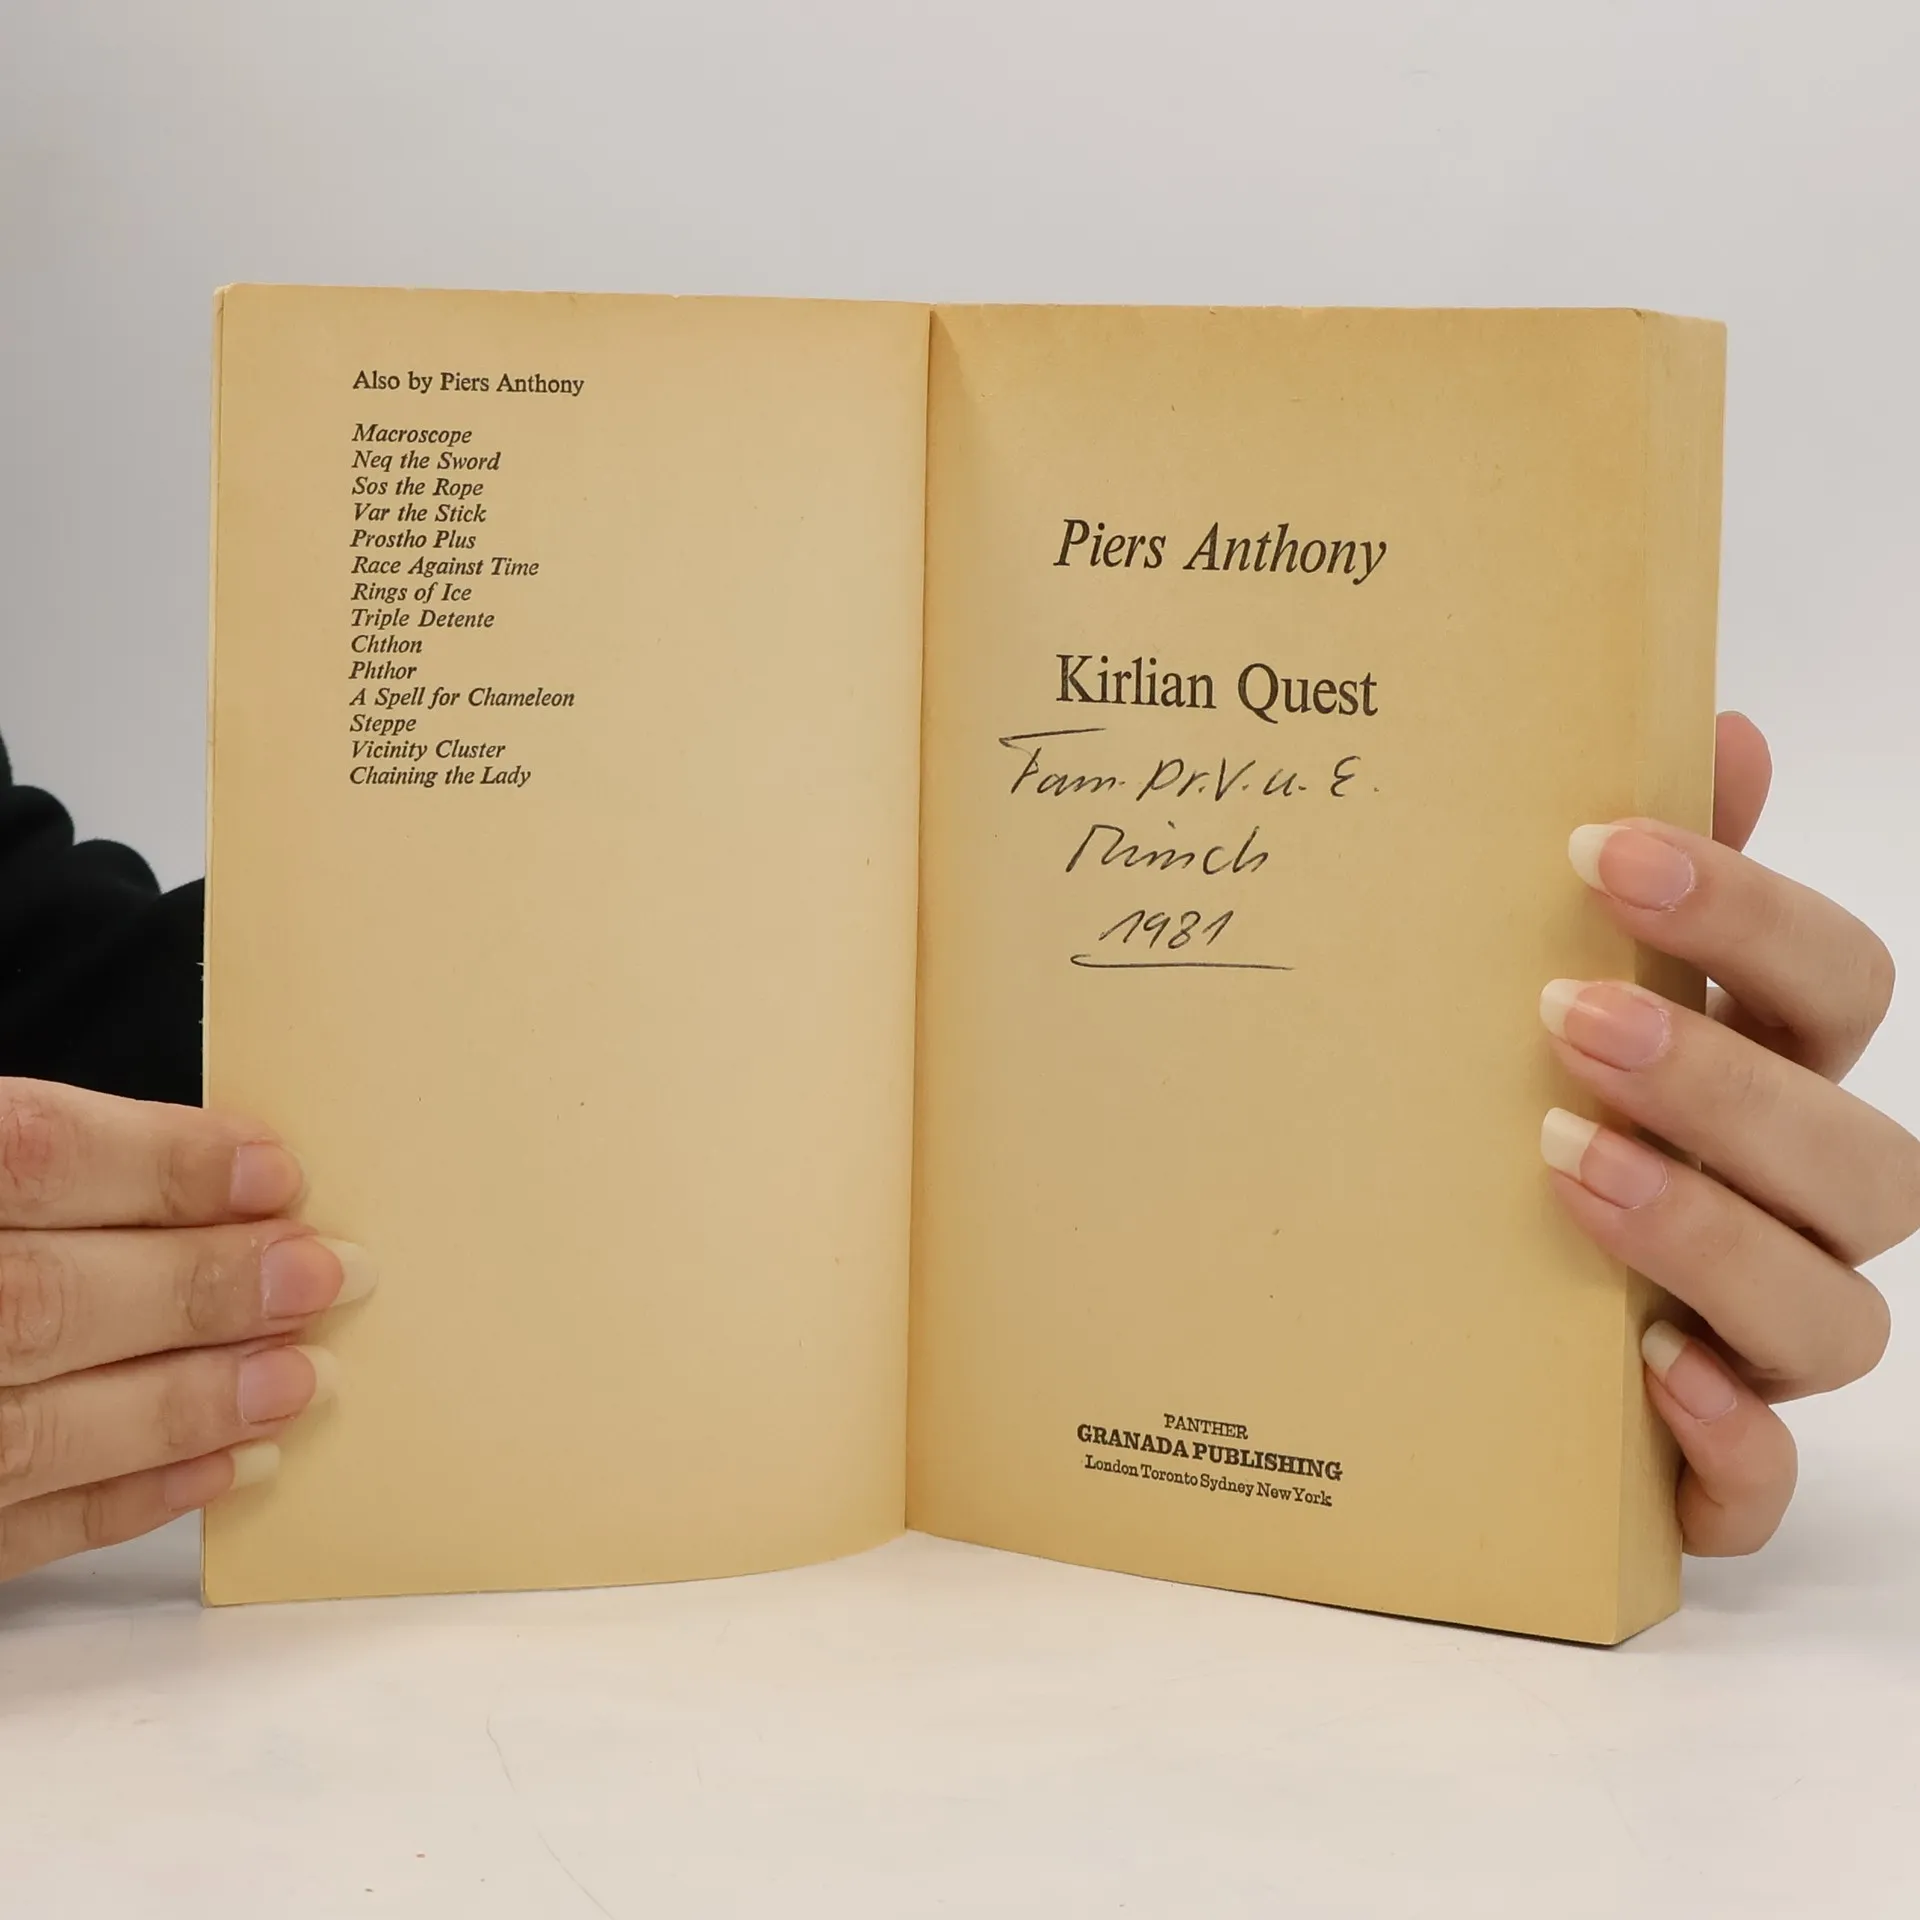 Also by Piers Anthony
Macroscope
Neq the Sword
Sos the Rope
Var the Stick
Prostho Plus
Race Against Time
Rings of Ice
Triple Detente
Chthon
Phthor
A Spell for Chameleon
Steppe
Vicinity Cluster
Chaining the Lady
Piers Anthony
Kirlian Quest
Fam. Dr. V. u. E.
1981
PANTHER
GRANADA PUBLISHING
London Toronto Sydney New York